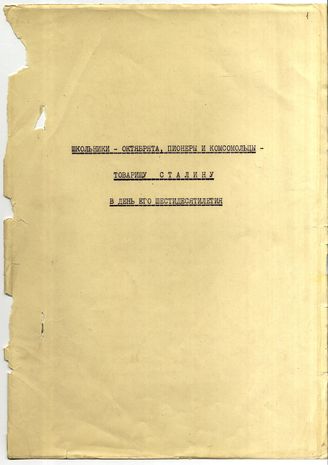 ШКОЛЬНИКИ - ОКТЯБРЯТА, ПИОНЕРЫ И КОМСОМОЛЬЦЫ -
ТОВАРИЩУ С Т А Л И Н У
В ДЕНЬ ЕГО ШЕСТИДЕСЯТИЛЕТИЯ